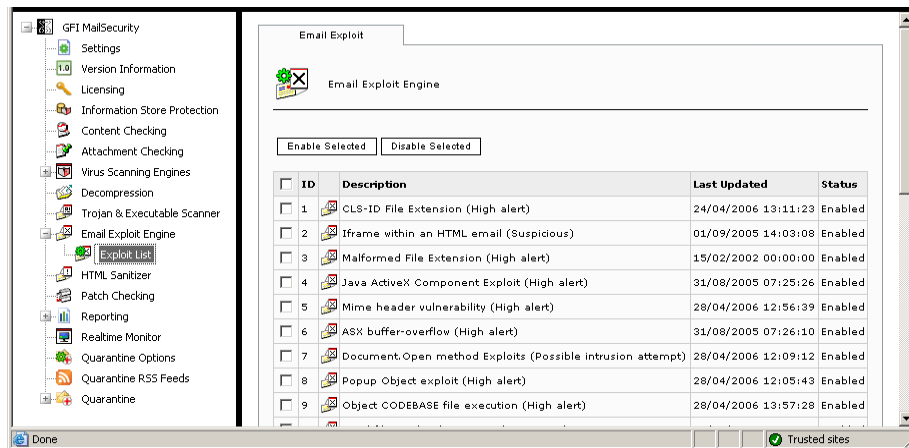 GFI MailSecurity
Settings
1.0 Version Information
Licensing
Information Store Protection
Content Checking
Attachment Checking
Virus Scanning Engines
Decompression
Trojan & Executable Scanner
Email Exploit Engine
Exploit List
HTML Sanitizer
Patch Checking
Reporting
Realtime Monitor
Quarantine Options
Quarantine RSS Feeds
Quarantine
Email Exploit
Email Exploit Engine
Enable Selected Disable Selected
ID Description Last Updated Status
1 CLS-ID File Extension (High alert) 24/04/2006 13:11:23 Enabled
2 Iframe within an HTML email (Suspicious) 01/09/2005 14:03:08 Enabled
3 Malformed File Extension (High alert) 15/02/2002 00:00:00 Enabled
4 Java ActiveX Component Exploit (High alert) 31/08/2005 07:25:26 Enabled
5 Mime header vulnerability (High alert) 28/04/2006 12:56:39 Enabled
6 ASX buffer-overflow (High alert) 31/08/2005 07:26:10 Enabled
7 Document.Open method Exploits (Possible intrusion attempt) 28/04/2006 12:09:12 Enabled
8 Popup Object exploit (High alert) 28/04/2006 12:05:43 Enabled
9 Object CODEBASE file execution (High alert) 28/04/2006 13:57:28 Enabled
Done Trusted sites